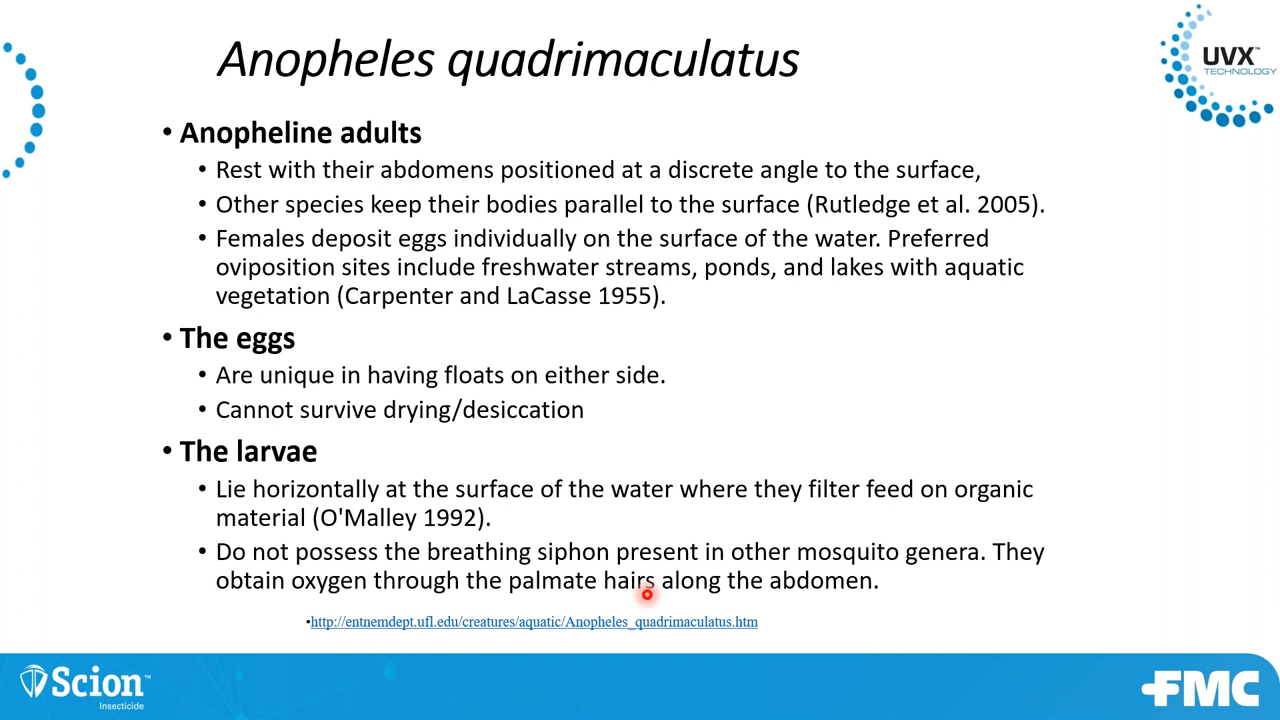 Anopheles quadrimaculatus
UVX™
TECHNOLOGY
• Anopheline adults
• Rest with their abdomens positioned at a discrete angle to the surface,
• Other species keep their bodies parallel to the surface (Rutledge et al. 2005).
• Females deposit eggs individually on the surface of the water. Preferred
oviposition sites include freshwater streams, ponds, and lakes with aquatic
vegetation (Carpenter and LaCasse 1955).
• The eggs
• Are unique in having floats on either side.
• Cannot survive drying/desiccation
• The larvae
• Lie horizontally at the surface of the water where they filter feed on organic
material (O'Malley 1992).
• Do not possess the breathing siphon present in other mosquito genera. They
obtain oxygen through the palmate hairs along the abdomen.
•http://entnemdept.ufl.edu/creatures/aquatic/Anopheles_quadrimaculatus.htm
Scion™
Insecticide
FMC